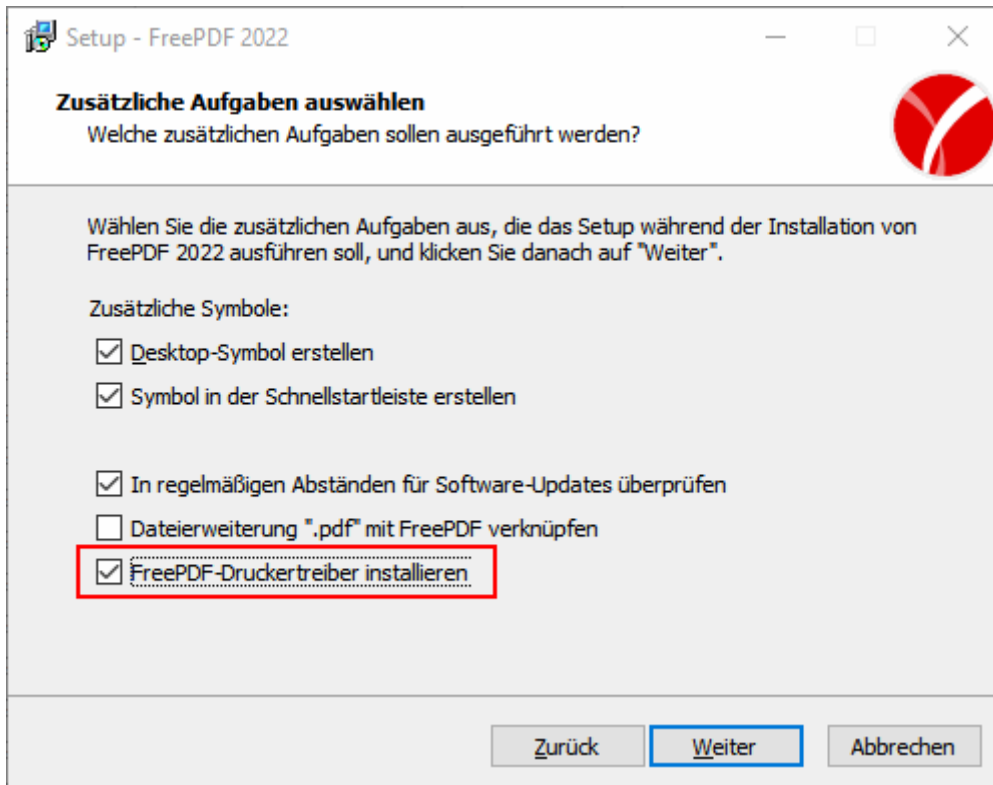 Setup - FreePDF 2022
Zusätzliche Aufgaben auswählen
Welche zusätzlichen Aufgaben sollen ausgeführt werden?
Wählen Sie die zusätzlichen Aufgaben aus, die das Setup während der Installation von
FreePDF 2022 ausführen soll, und klicken Sie danach auf "Weiter".
Zusätzliche Symbole:
Desktop-Symbol erstellen
Symbol in der Schnellstartleiste erstellen
In regelmäßigen Abständen für Software-Updates überprüfen
Dateierweiterung ".pdf" mit FreePDF verknüpfen
FreePDF-Druckertreiber installieren
Zurück
Weiter
Abbrechen